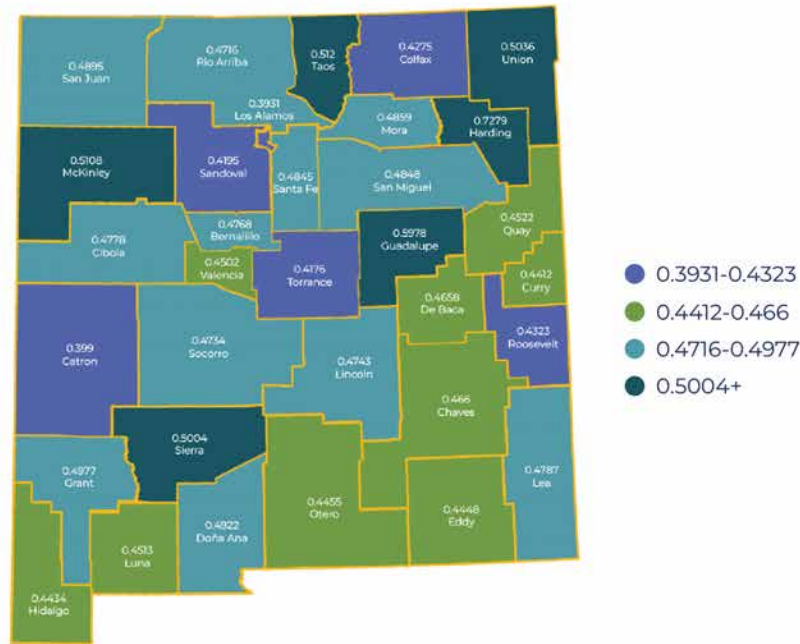 0.4895
San Juan
0.4716
Rio Arriba
0.512
Taos
0.4275
Colfax
0.5036
Union
0.3931
Los Alamos
0.4859
Mora
0.7279
Harding
0.5108
McKinley
0.4195
Sandoval
0.4845
Santa Fe
0.4848
San Miguel
0.4778
Cibola
0.4768
Bernalillo
0.4502
Valencia
0.4176
Torrance
0.5978
Guadalupe
0.4522
Quay
0.4412
Curry
0.4658
De Baca
0.4323
Roosevelt
0.399
Catron
0.4734
Socorro
0.4743
Lincoln
0.466
Chaves
0.5004
Sierra
0.4977
Grant
0.4787
Lea
0.4455
Otero
0.4448
Eddy
0.4922
Doña Ana
0.4513
Luna
0.4434
Hidalgo
0.3931-0.4323
0.4412-0.466
0.4716-0.4977
0.5004+